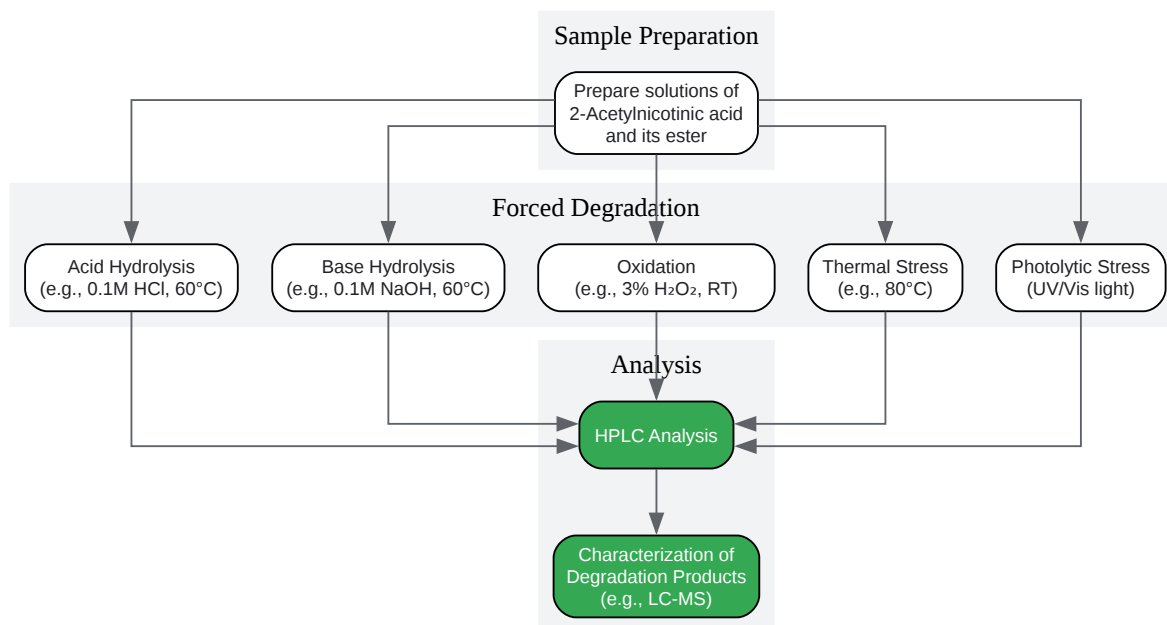 Sample Preparation
Prepare solutions of
2-Acetylnicotinic acid
and its ester
Forced Degradation
Acid Hydrolysis
(e.g., 0.1M HCl, 60°C)
Base Hydrolysis
(e.g., 0.1M NaOH, 60°C)
Oxidation
(e.g., 3% H₂O₂, RT)
Thermal Stress
(e.g., 80°C)
Photolytic Stress
(UV/Vis light)
Analysis
HPLC Analysis
Characterization of
Degradation Products
(e.g., LC-MS)